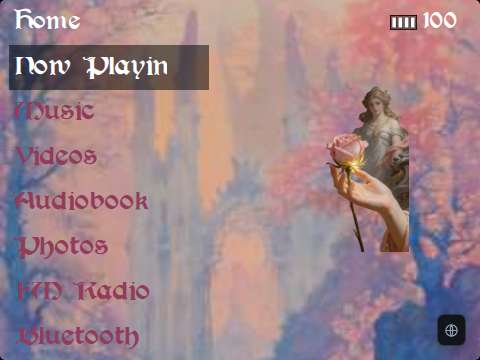 Home
100
Now Playin
Music
Videos
Audiobook
Photos
FM Radio
Bluetooth